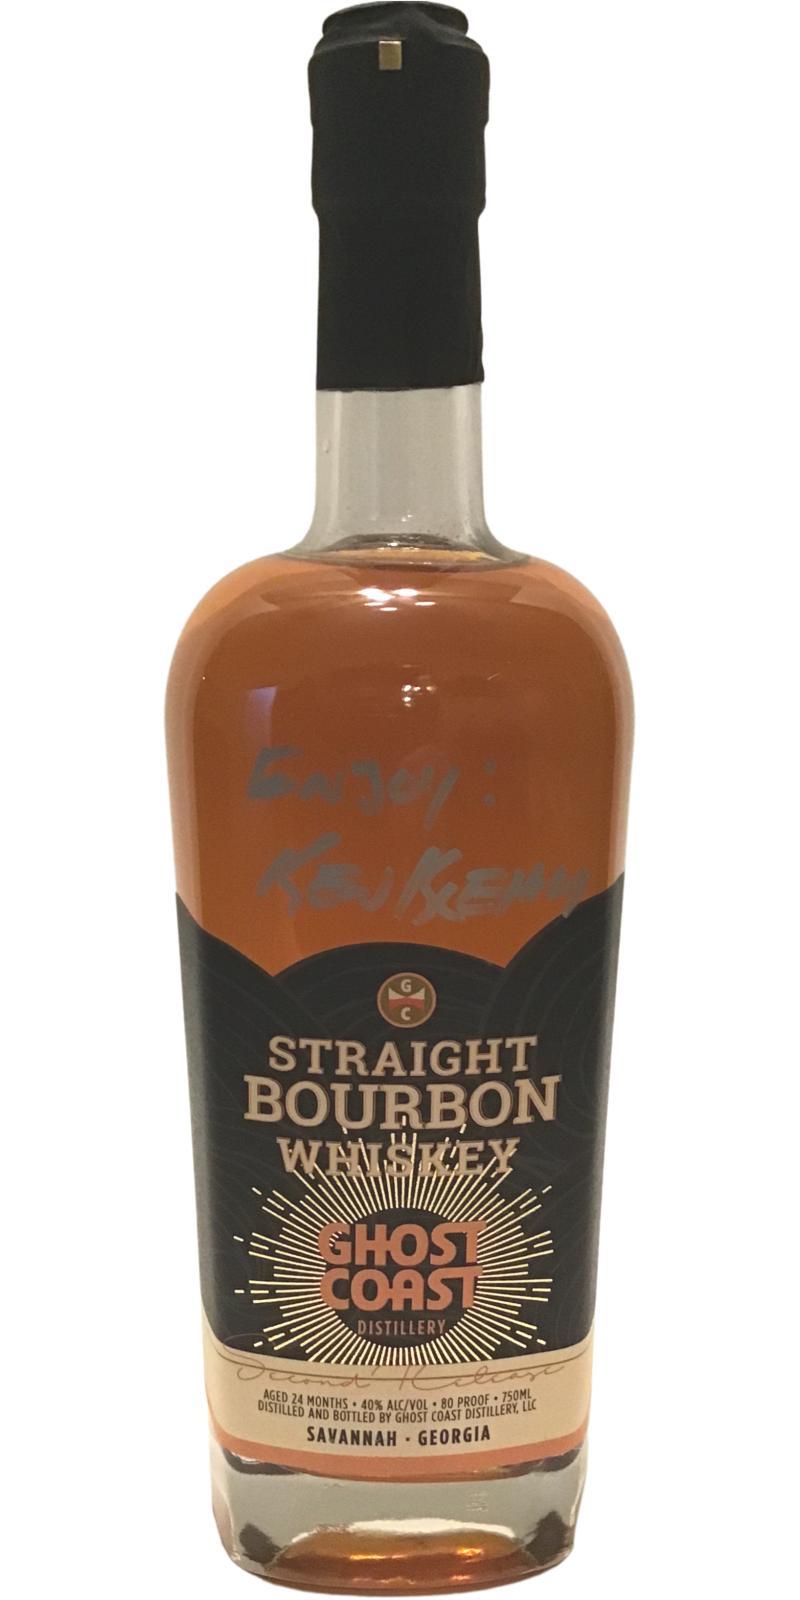 Enjoy:
Ken
G
C
STRAIGHT
BOURBON
WHISKEY
GHOST
COAST
DISTILLERY
Second Release
AGED 24 MONTHS • 40% ALC/VOL • 80 PROOF • 750ML
DISTILLED AND BOTTLED BY GHOST COAST DISTILLERY, LLC
SAVANNAH · GEORGIA